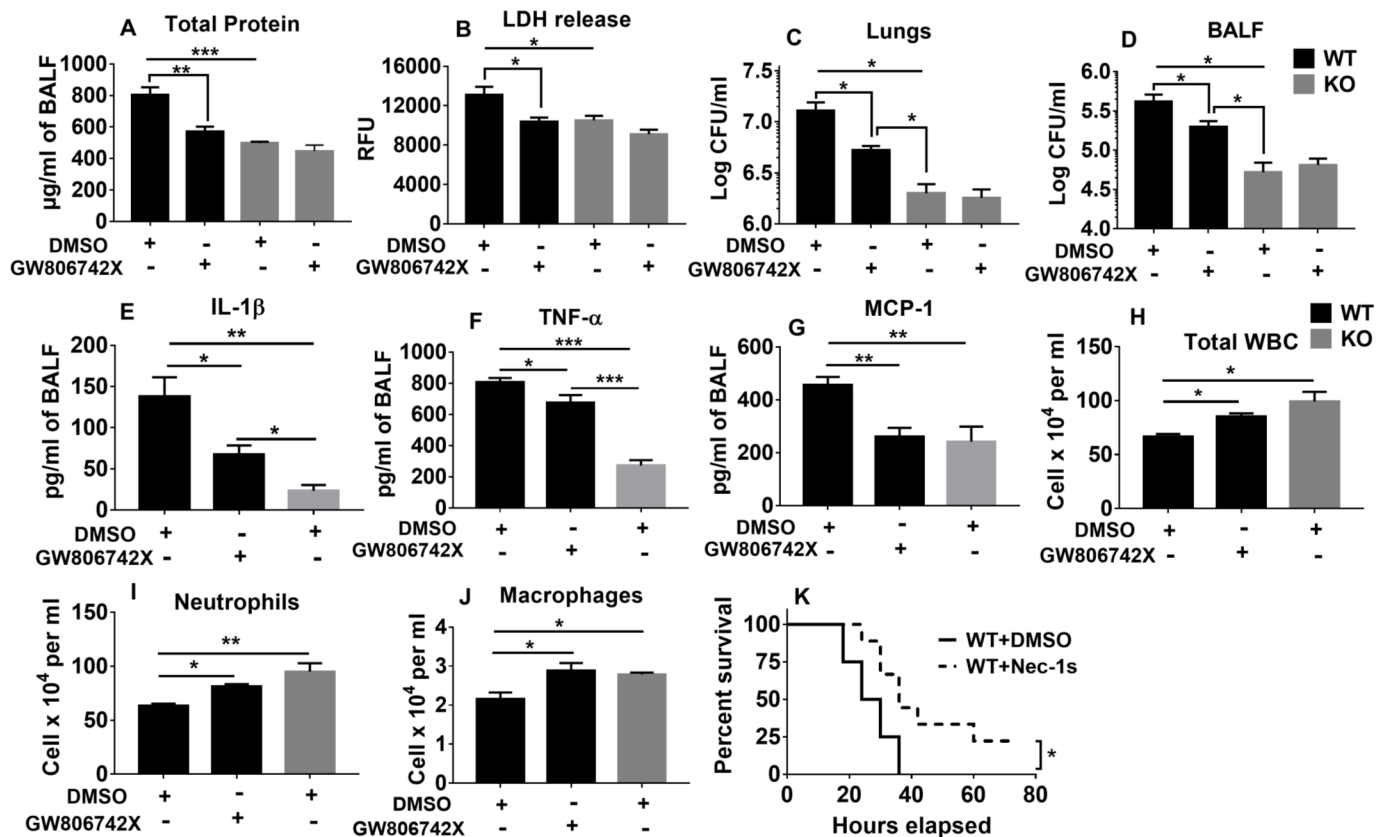 A Total Protein
***
**
µg/ml of BALF
1000
800
600
400
200
0
DMSO + - + -
GW806742X - + - +
B LDH release
*
*
RFU
16000
12000
8000
4000
0
DMSO + - + -
GW806742X - + - +
C Lungs
*
*
*
Log CFU/ml
7.5
7.0
6.5
6.0
DMSO + - + -
GW806742X - + - +
D BALF
WT
KO
*
*
*
Log CFU/ml
6.0
5.5
5.0
4.5
4.0
DMSO + - + -
GW806742X - + - +
E IL-1β
**
*
*
pg/ml of BALF
200
150
100
50
0
DMSO + - +
GW806742X - + -
F TNF-α
***
*
***
pg/ml of BALF
1000
800
600
400
200
0
DMSO + - +
GW806742X - + -
G MCP-1
**
**
pg/ml of BALF
600
400
200
0
DMSO + - +
GW806742X - + -
H Total WBC
WT
KO
*
*
Cell x 10⁴ per ml
150
100
50
0
DMSO + - +
GW806742X - + -
I Neutrophils
**
*
Cell x 10⁴ per ml
150
100
50
0
DMSO + - +
GW806742X - + -
J Macrophages
*
*
Cell x 10⁴ per ml
4
3
2
1
0
DMSO + - +
GW806742X - + -
K
WT+DMSO
WT+Nec-1s
*
Percent survival
100
75
50
25
0
0 20 40 60 80
Hours elapsed